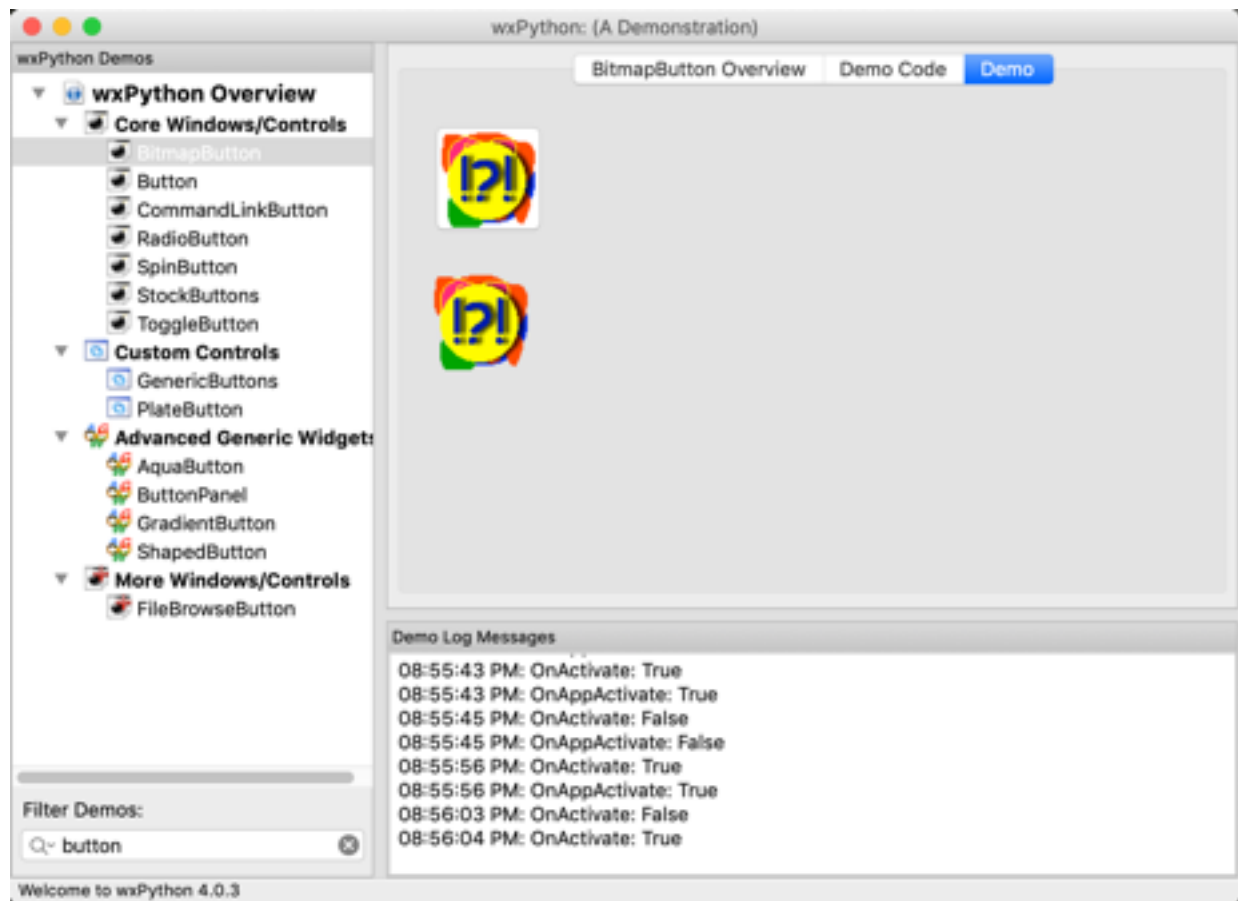 wxPython: (A Demonstration)
wxPython Demos
wxPython Overview
Core Windows/Controls
BitmapButton
Button
CommandLinkButton
RadioButton
SpinButton
StockButtons
ToggleButton
Custom Controls
GenericButtons
PlateButton
Advanced Generic Widgets
AquaButton
ButtonPanel
GradientButton
ShapedButton
More Windows/Controls
FileBrowseButton
Filter Demos:
button
Welcome to wxPython 4.0.3
BitmapButton Overview Demo Code Demo
!?!
!?!
Demo Log Messages
08:55:43 PM: OnActivate: True
08:55:43 PM: OnAppActivate: True
08:55:45 PM: OnActivate: False
08:55:45 PM: OnAppActivate: False
08:55:56 PM: OnActivate: True
08:55:56 PM: OnAppActivate: True
08:56:03 PM: OnActivate: False
08:56:04 PM: OnActivate: True